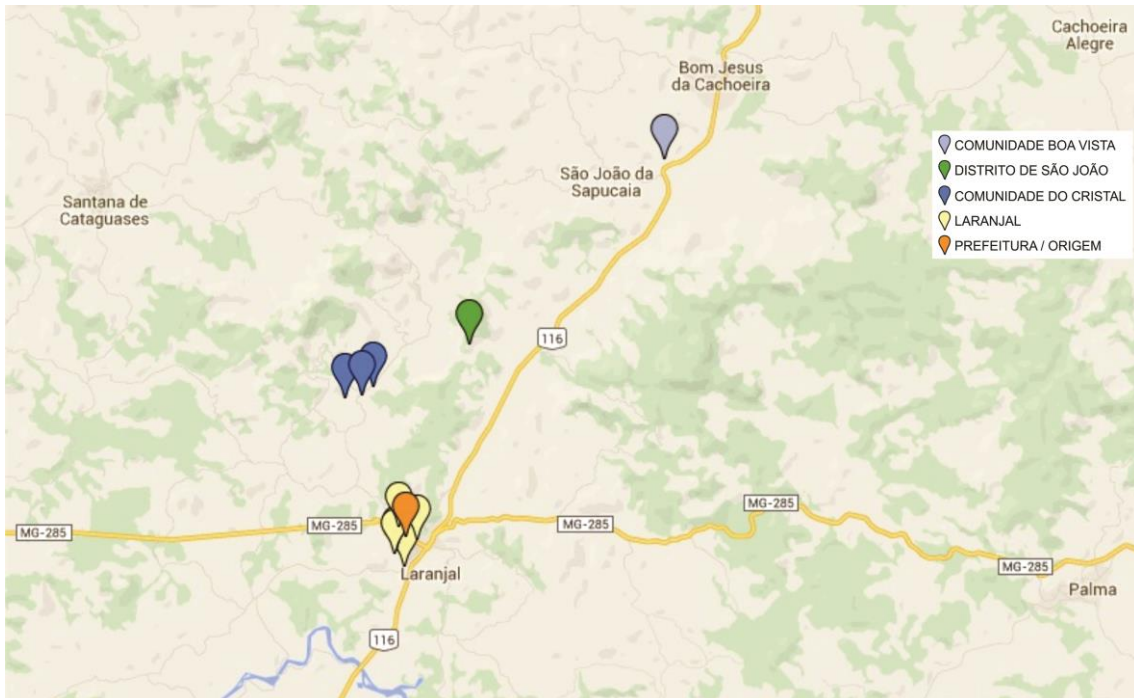 Cachoeira
Alegre
Bom Jesus
da Cachoeira
COMUNIDADE BOA VISTA
DISTRITO DE SÃO JOÃO
COMUNIDADE DO CRISTAL
LARANJAL
PREFEITURA / ORIGEM
São João da
Sapucaia
Santana de
Cataguases
116
MG-285
MG-285
MG-285
MG-285
Laranjal
Palma
116